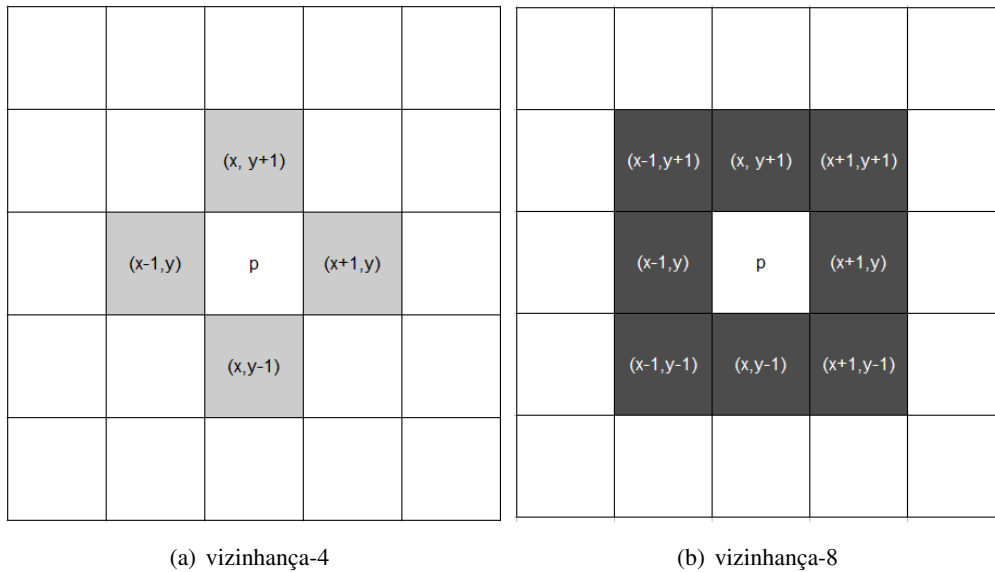 (x, y+1)
(x-1,y) p (x+1,y)
(x,y-1)
(a) vizinhança-4
(x-1,y+1) (x, y+1) (x+1,y+1)
(x-1,y) p (x+1,y)
(x-1,y-1) (x,y-1) (x+1,y-1)
(b) vizinhança-8